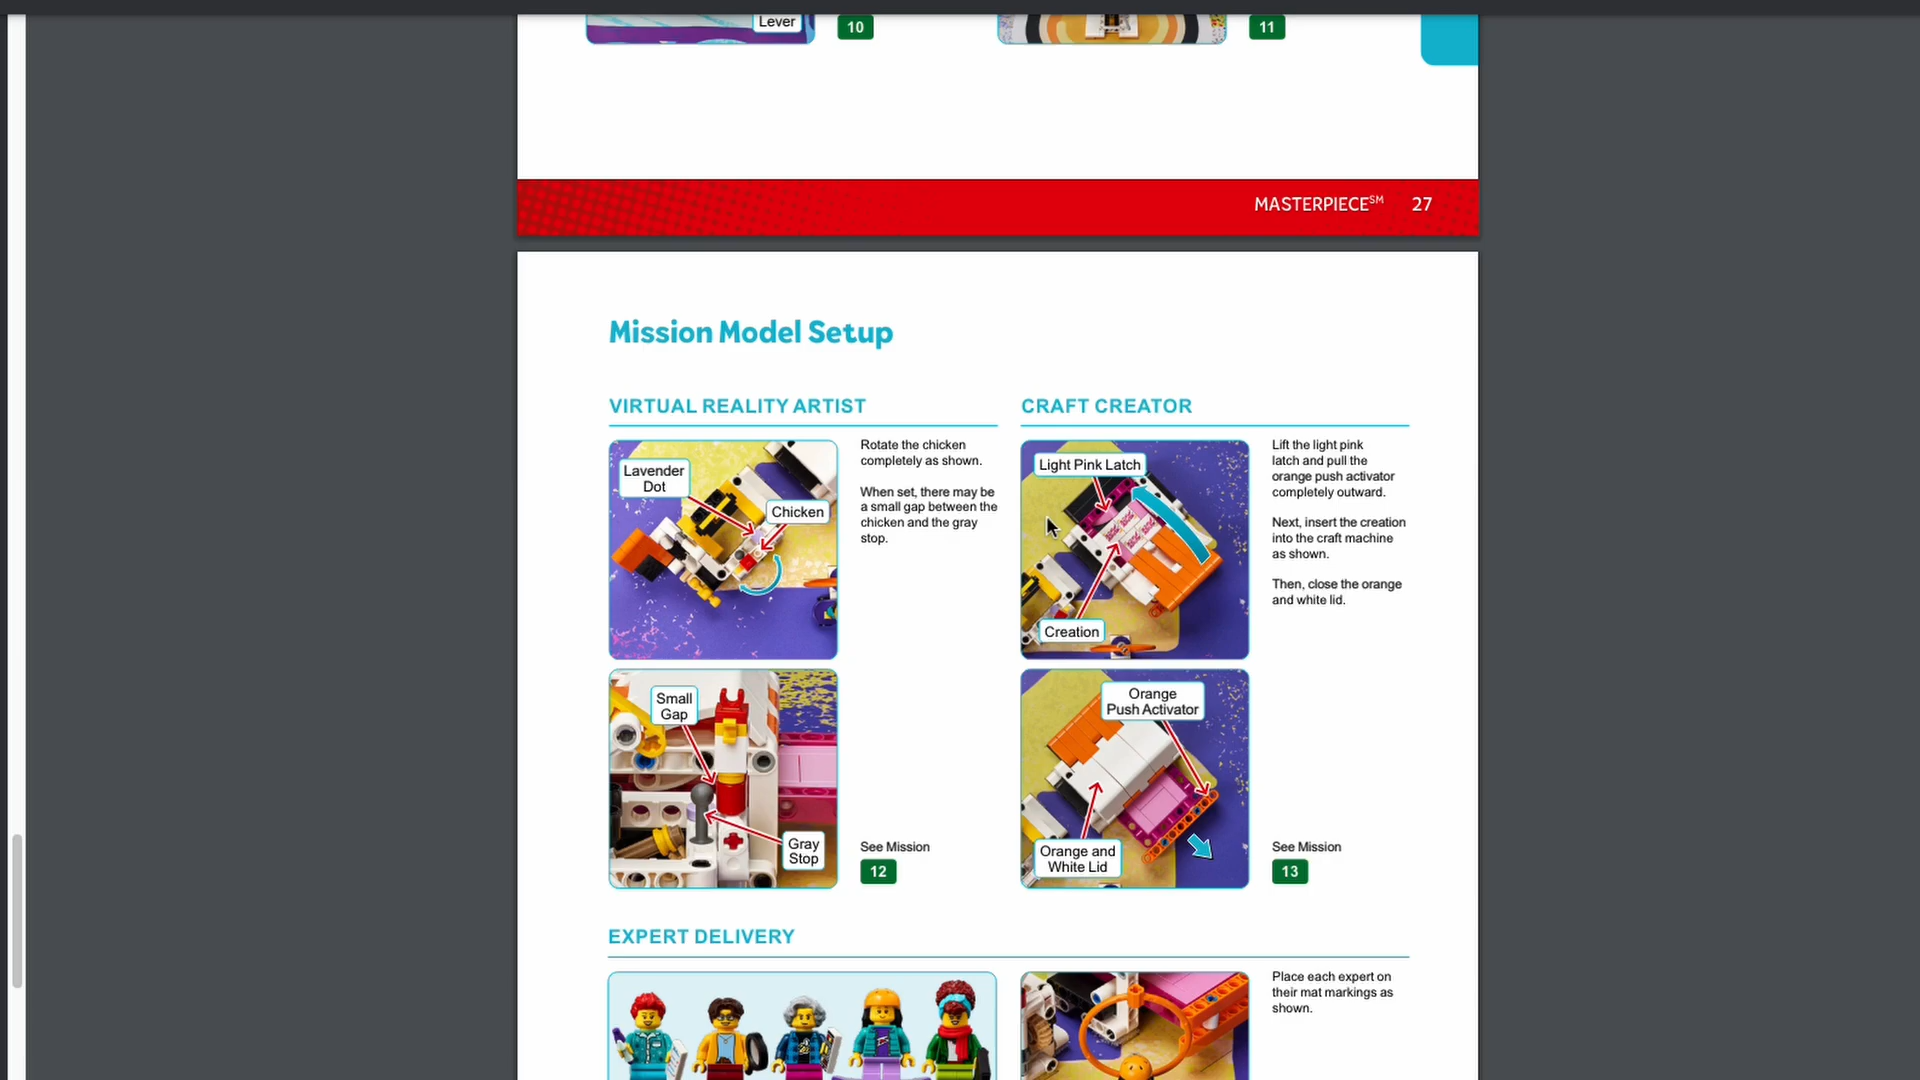 Lever
10
11
MASTERPIECE℠ 27
Mission Model Setup
VIRTUAL REALITY ARTIST
Lavender
Dot
Chicken
Rotate the chicken
completely as shown.
When set, there may be
a small gap between the
chicken and the gray
stop.
Small
Gap
Gray
Stop
See Mission
12
CRAFT CREATOR
Light Pink Latch
Creation
Lift the light pink
latch and pull the
orange push activator
completely outward.
Next, insert the creation
into the craft machine
as shown.
Then, close the orange
and white lid.
Orange
Push Activator
Orange and
White Lid
See Mission
13
EXPERT DELIVERY
Place each expert on
their mat markings as
shown.